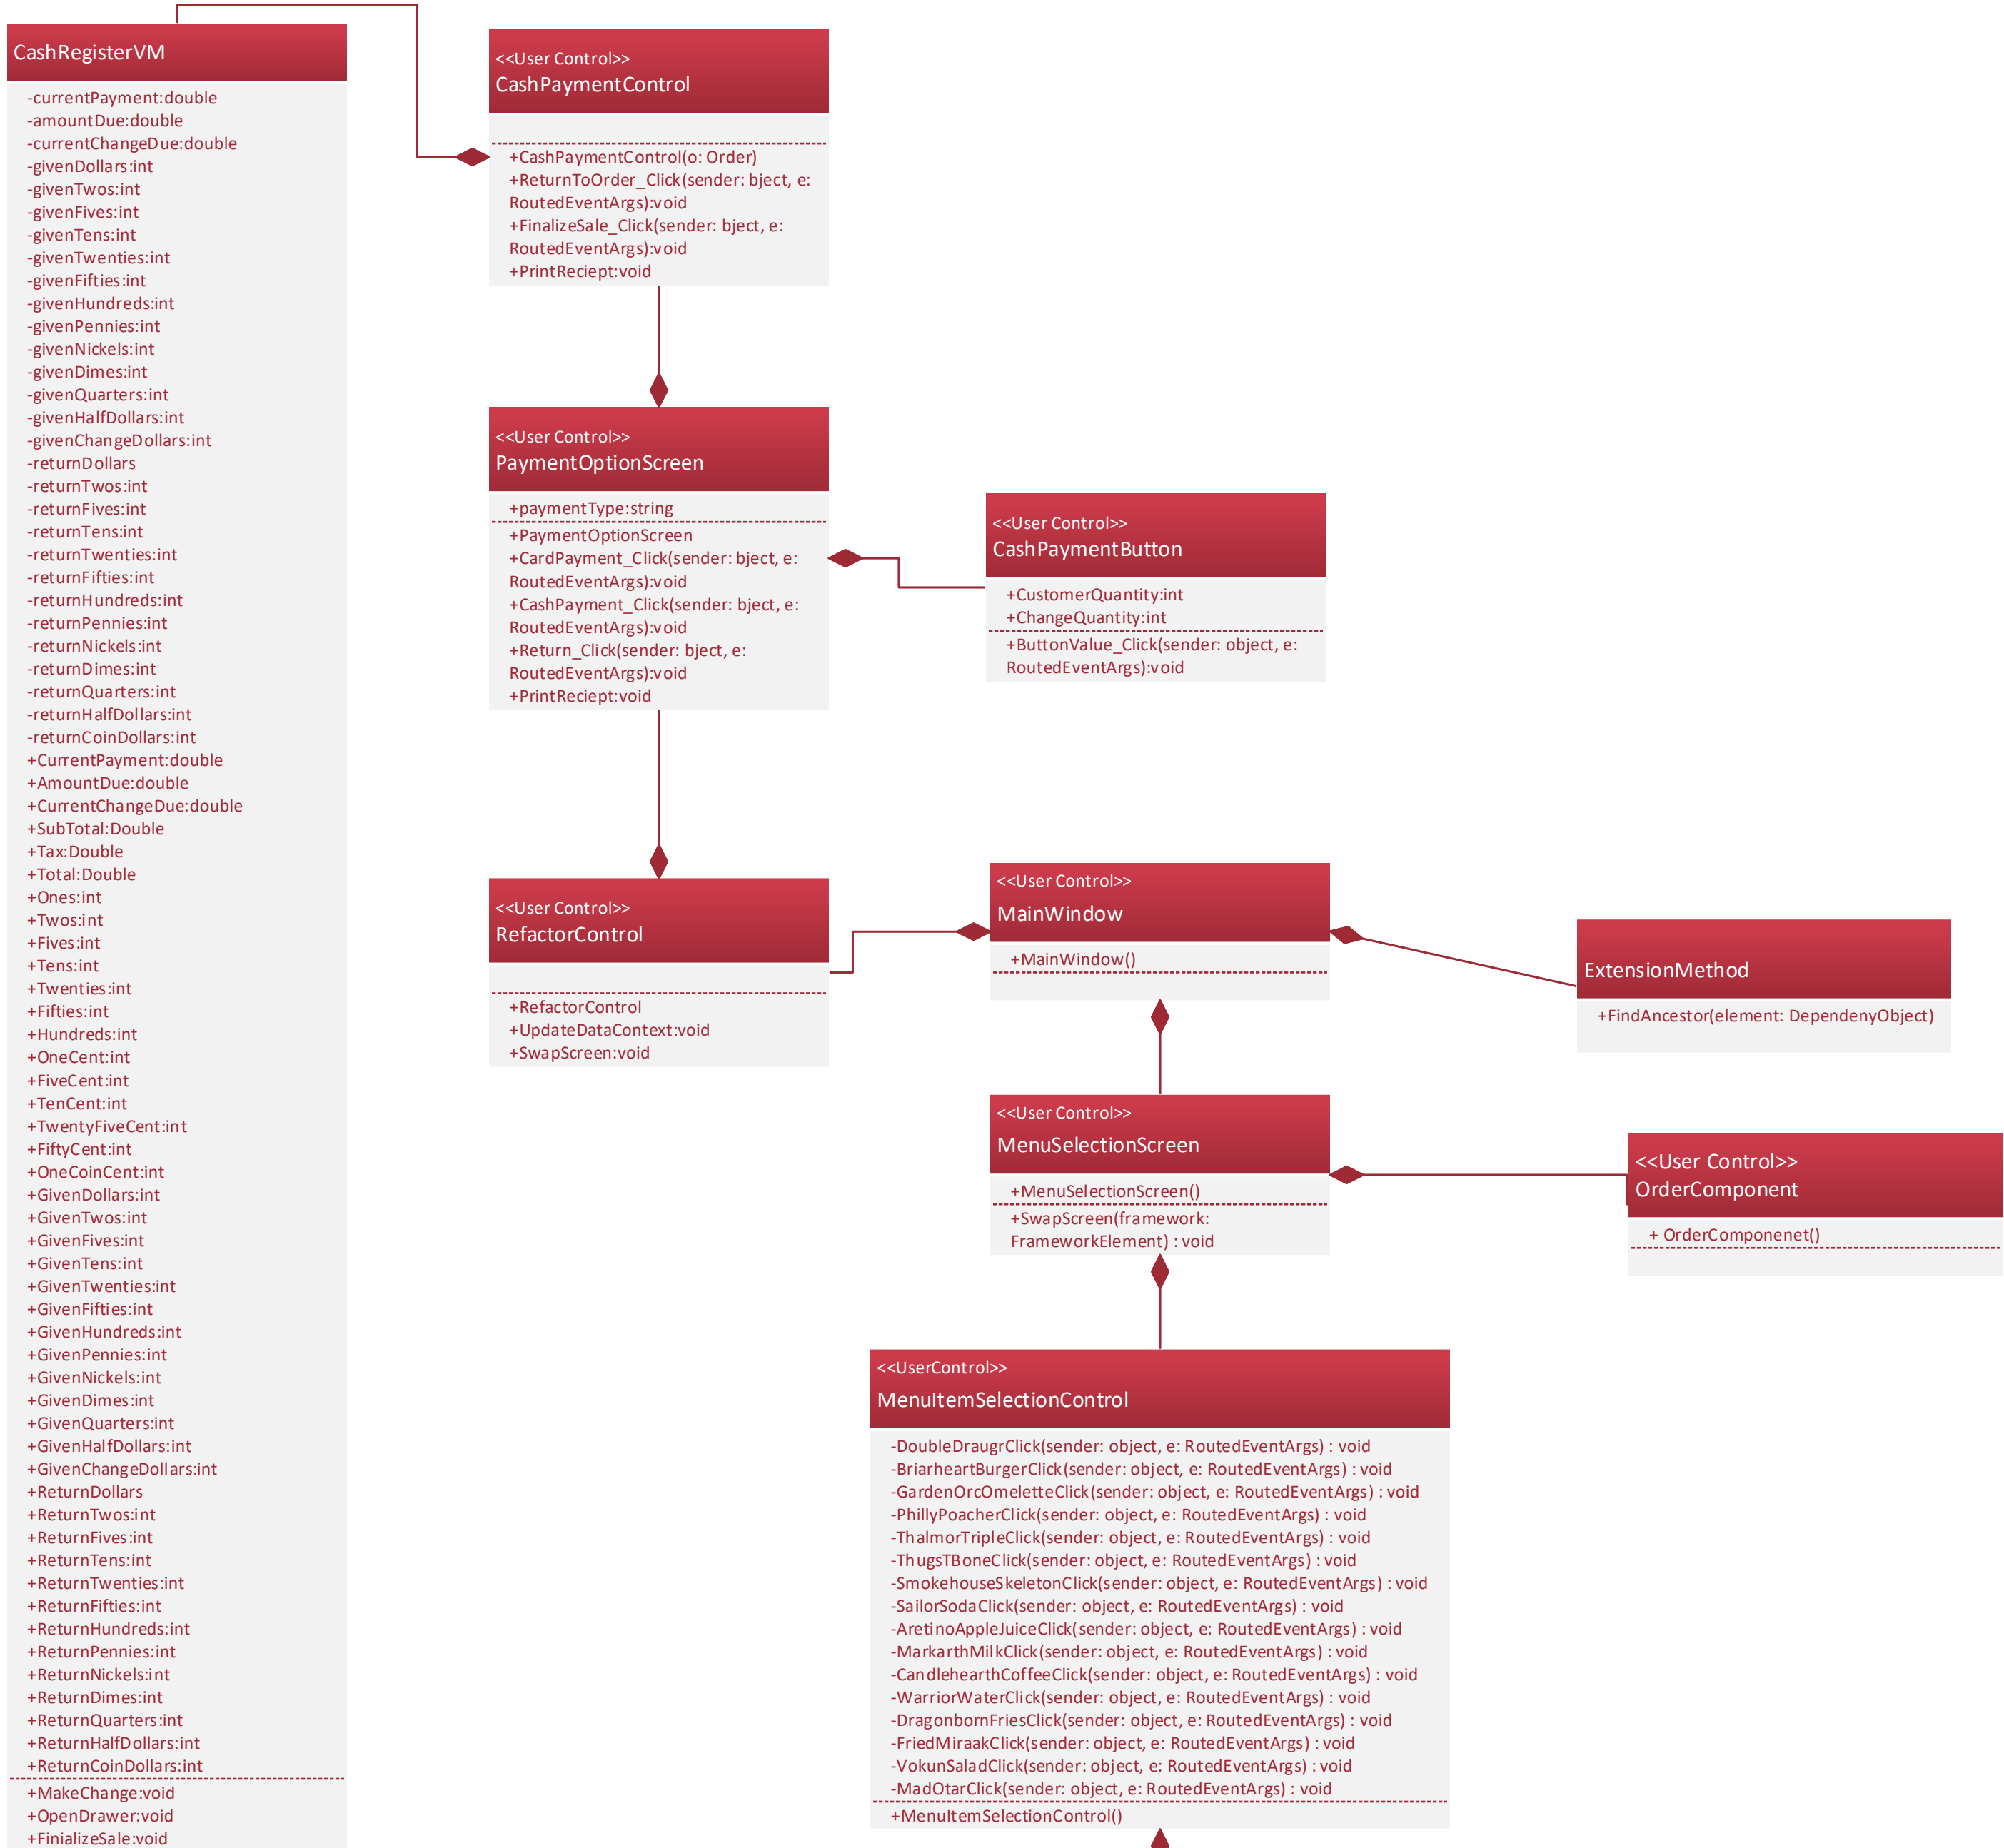 CashRegisterVM
-currentPayment:double
-amountDue:double
-currentChangeDue:double
-givenDollars:int
-givenTwos:int
-givenFives:int
-givenTens:int
-givenTwenties:int
-givenFifties:int
-givenHundreds:int
-givenPennies:int
-givenNickels:int
-givenDimes:int
-givenQuarters:int
-givenHalfDollars:int
-givenChangeDollars:int
-returnDollars
-returnTwos:int
-returnFives:int
-returnTens:int
-returnTwenties:int
-returnFifties:int
-returnHundreds:int
-returnPennies:int
-returnNickels:int
-returnDimes:int
-returnQuarters:int
-returnHalfDollars:int
-returnCoinDollars:int
+CurrentPayment:double
+AmountDue:double
+CurrentChangeDue:double
+SubTotal:Double
+Tax:Double
+Total:Double
+Ones:int
+Twos:int
+Fives:int
+Tens:int
+Twenties:int
+Fifties:int
+Hundreds:int
+OneCent:int
+FiveCent:int
+TenCent:int
+TwentyFiveCent:int
+FiftyCent:int
+OneCoinCent:int
+GivenDollars:int
+GivenTwos:int
+GivenFives:int
+GivenTens:int
+GivenTwenties:int
+GivenFifties:int
+GivenHundreds:int
+GivenPennies:int
+GivenNickels:int
+GivenDimes:int
+GivenQuarters:int
+GivenHalfDollars:int
+GivenChangeDollars:int
+ReturnDollars
+ReturnTwos:int
+ReturnFives:int
+ReturnTens:int
+ReturnTwenties:int
+ReturnFifties:int
+ReturnHundreds:int
+ReturnPennies:int
+ReturnNickels:int
+ReturnDimes:int
+ReturnQuarters:int
+ReturnHalfDollars:int
+ReturnCoinDollars:int
+MakeChange:void
+OpenDrawer:void
+FinializeSale:void
<<User Control>>
CashPaymentControl
+CashPaymentControl(o: Order)
+ReturnToOrder_Click(sender: bject, e:
RoutedEventArgs):void
+FinalizeSale_Click(sender: bject, e:
RoutedEventArgs):void
+PrintReciept:void
<<User Control>>
PaymentOptionScreen
+paymentType:string
+PaymentOptionScreen
+CardPayment_Click(sender: bject, e:
RoutedEventArgs):void
+CashPayment_Click(sender: bject, e:
RoutedEventArgs):void
+Return_Click(sender: bject, e:
RoutedEventArgs):void
+PrintReciept:void
<<User Control>>
CashPaymentButton
+CustomerQuantity:int
+ChangeQuantity:int
+ButtonValue_Click(sender: object, e:
RoutedEventArgs):void
<<User Control>>
RefactorControl
+RefactorControl
+UpdateDataContext:void
+SwapScreen:void
<<User Control>>
MainWindow
+MainWindow()
ExtensionMethod
+FindAncestor(element: DependenyObject)
<<User Control>>
MenuSelectionScreen
+MenuSelectionScreen()
+SwapScreen(framework:
FrameworkElement) : void
<<User Control>>
OrderComponent
+ OrderComponenet()
<<UserControl>>
MenuItemSelectionControl
-DoubleDraugrClick(sender: object, e: RoutedEventArgs) : void
-BriarheartBurgerClick(sender: object, e: RoutedEventArgs) : void
-GardenOrcOmeletteClick(sender: object, e: RoutedEventArgs) : void
-PhillyPoacherClick(sender: object, e: RoutedEventArgs) : void
-ThalmorTripleClick(sender: object, e: RoutedEventArgs) : void
-ThugsTBoneClick(sender: object, e: RoutedEventArgs) : void
-SmokehouseSkeletonClick(sender: object, e: RoutedEventArgs) : void
-SailorSodaClick(sender: object, e: RoutedEventArgs) : void
-AretinoAppleJuiceClick(sender: object, e: RoutedEventArgs) : void
-MarkarthMilkClick(sender: object, e: RoutedEventArgs) : void
-CandlehearthCoffeeClick(sender: object, e: RoutedEventArgs) : void
-WarriorWaterClick(sender: object, e: RoutedEventArgs) : void
-DragonbornFriesClick(sender: object, e: RoutedEventArgs) : void
-FriedMiraakClick(sender: object, e: RoutedEventArgs) : void
-VokunSaladClick(sender: object, e: RoutedEventArgs) : void
-MadOtarClick(sender: object, e: RoutedEventArgs) : void
+MenuItemSelectionControl()